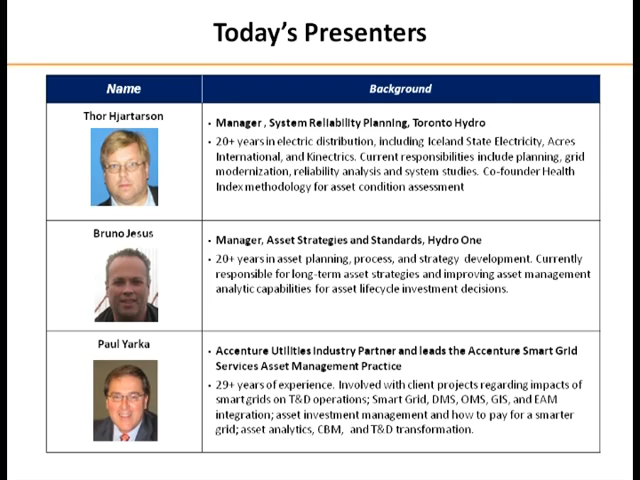 Today's Presenters
Name
Background
Thor Hjartarson
• Manager , System Reliability Planning, Toronto Hydro
• 20+ years in electric distribution, including Iceland State Electricity, Acres
International, and Kinectrics. Current responsibilities include planning, grid
modernization, reliability analysis and system studies. Co-founder Health
Index methodology for asset condition assessment
Bruno Jesus
• Manager, Asset Strategies and Standards, Hydro One
• 20+ years in asset planning, process, and strategy development. Currently
responsible for long-term asset strategies and improving asset management
analytic capabilities for asset lifecycle investment decisions.
Paul Yarka
• Accenture Utilities Industry Partner and leads the Accenture Smart Grid
Services Asset Management Practice
• 29+ years of experience. Involved with client projects regarding impacts of
smart grids on T&D operations; Smart Grid, DMS, OMS, GIS, and EAM
integration; asset investment management and how to pay for a smarter
grid; asset analytics, CBM, and T&D transformation.